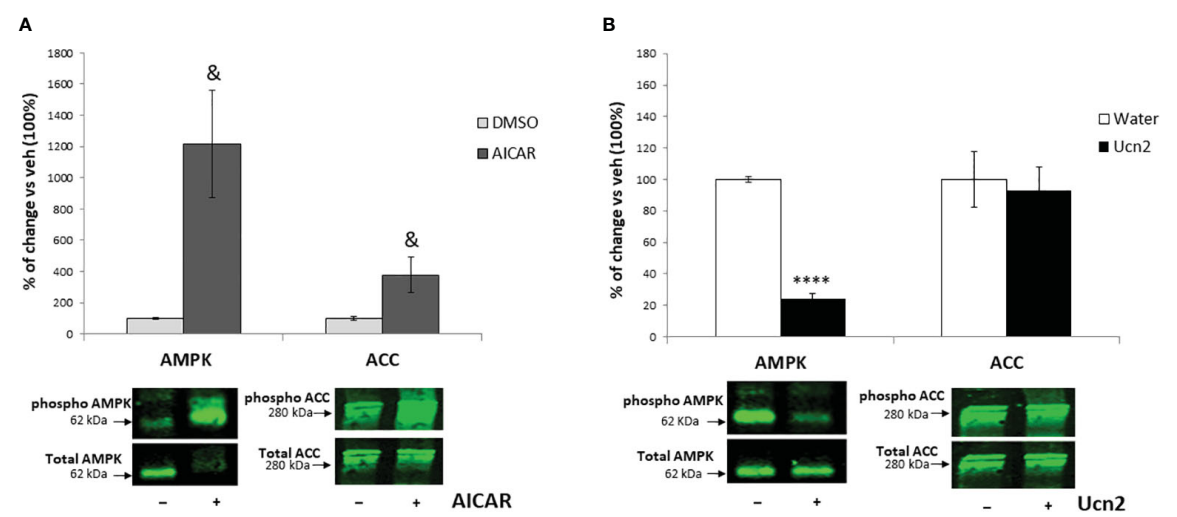 A
% of change vs veh (100%)
1800
1600
1400
1200
1000
800
600
400
200
0
&
&
DMSO
AICAR
AMPK
ACC
phospho AMPK
62 kDa
Total AMPK
62 kDa
phospho ACC
280 kDa
Total ACC
280 kDa
– + – + AICAR
B
% of change vs veh (100%)
180
160
140
120
100
80
60
40
20
0
****
Water
Ucn2
AMPK
ACC
phospho AMPK
62 KDa
Total AMPK
62 kDa
phospho ACC
280 kDa
Total ACC
280 kDa
– + – + Ucn2